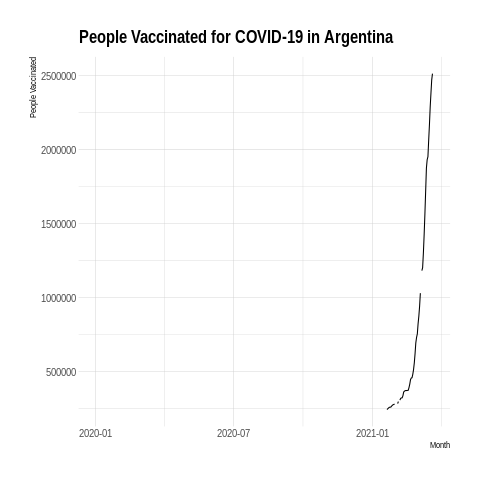 People Vaccinated for COVID-19 in Argentina
People Vaccinated
2500000
2000000
1500000
1000000
500000
2020-01
2020-07
2021-01
Month